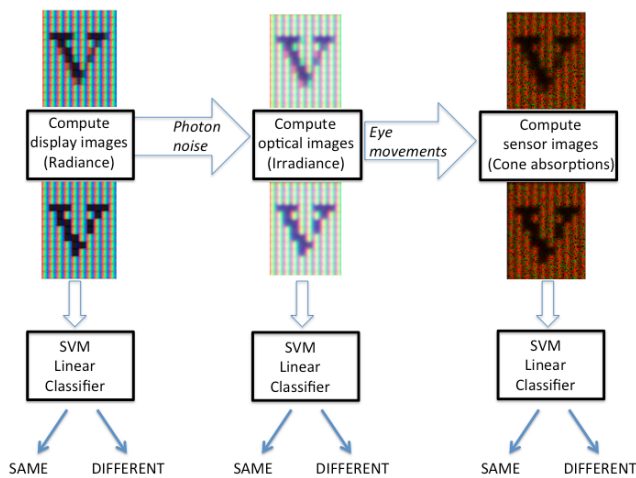 V
V
V
Compute
display images
(Radiance)
Photon
noise
Compute
optical images
(Irradiance)
Eye
movements
Compute
sensor images
(Cone absorptions)
V
V
V
SVM
Linear
Classifier
SVM
Linear
Classifier
SVM
Linear
Classifier
SAME
DIFFERENT
SAME
DIFFERENT
SAME
DIFFERENT